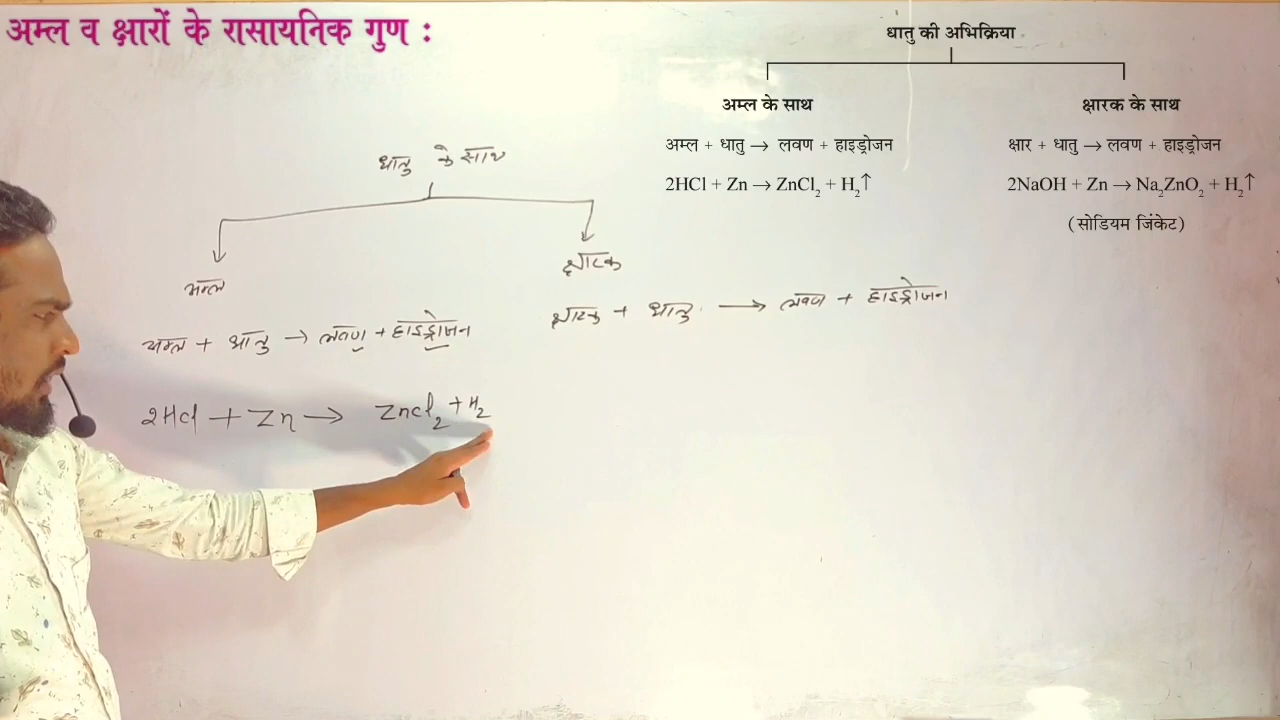 अम्ल व क्षारों के रासायनिक गुण :
धातु की अभिक्रिया
अम्ल के साथ
क्षारक के साथ
अम्ल + धातु → लवण + हाइड्रोजन
क्षार + धातु → लवण + हाइड्रोजन
2HCl + Zn → ZnCl₂ + H₂↑
2NaOH + Zn → Na₂ZnO₂ + H₂↑
(सोडियम जिंकेट)
धातु के साथ
अम्ल
क्षारक
अम्ल + धातु → लवण + हाइड्रोजन
क्षारक + धातु → लवण + हाइड्रोजन
2HCl + Zn → ZnCl₂ + H₂